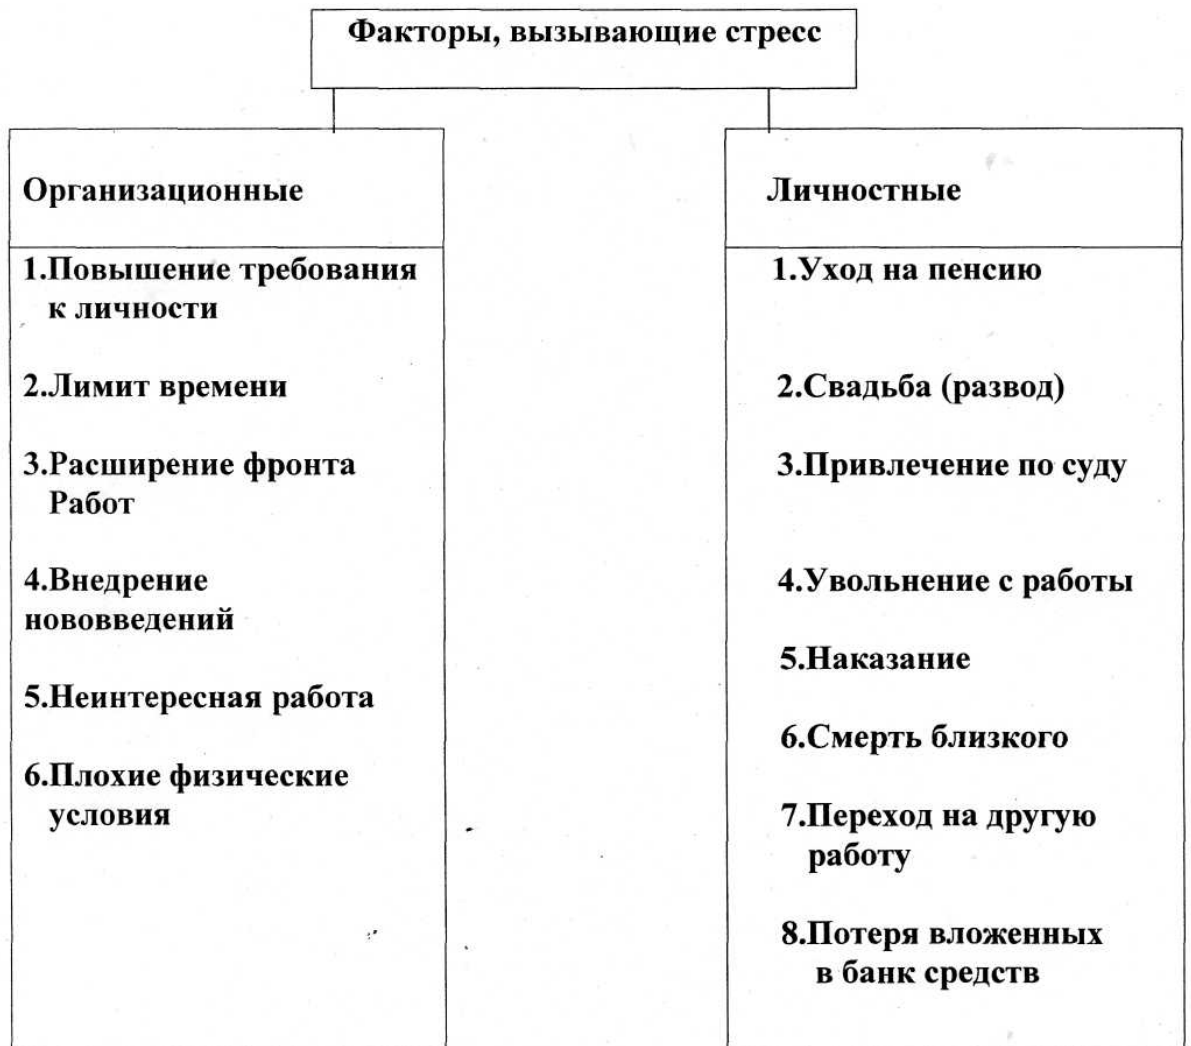 Факторы, вызывающие стресс
Организационные
1.Повышение требования
к личности
2.Лимит времени
3.Расширение фронта
Работ
4.Внедрение
нововведений
5.Неинтересная работа
6.Плохие физические
условия
Личностные
1.Уход на пенсию
2.Свадьба (развод)
3.Привлечение по суду
4.Увольнение с работы
5.Наказание
6.Смерть близкого
7.Переход на другую
работу
8.Потеря вложенных
в банк средств